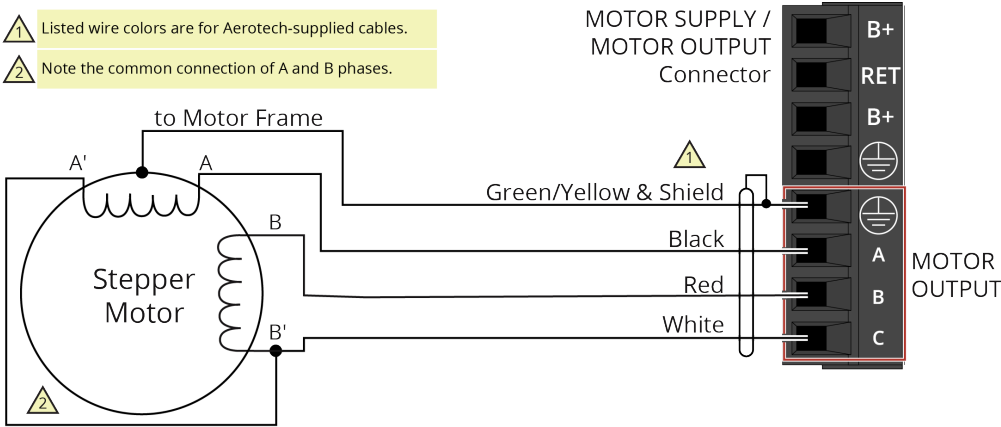 1 Listed wire colors are for Aerotech-supplied cables.
2 Note the common connection of A and B phases.
MOTOR SUPPLY /
MOTOR OUTPUT
Connector
B+
RET
B+
to Motor Frame
A'
A
B
B'
Stepper
Motor
2
1
Green/Yellow & Shield
Black
Red
White
A
B
C
MOTOR
OUTPUT